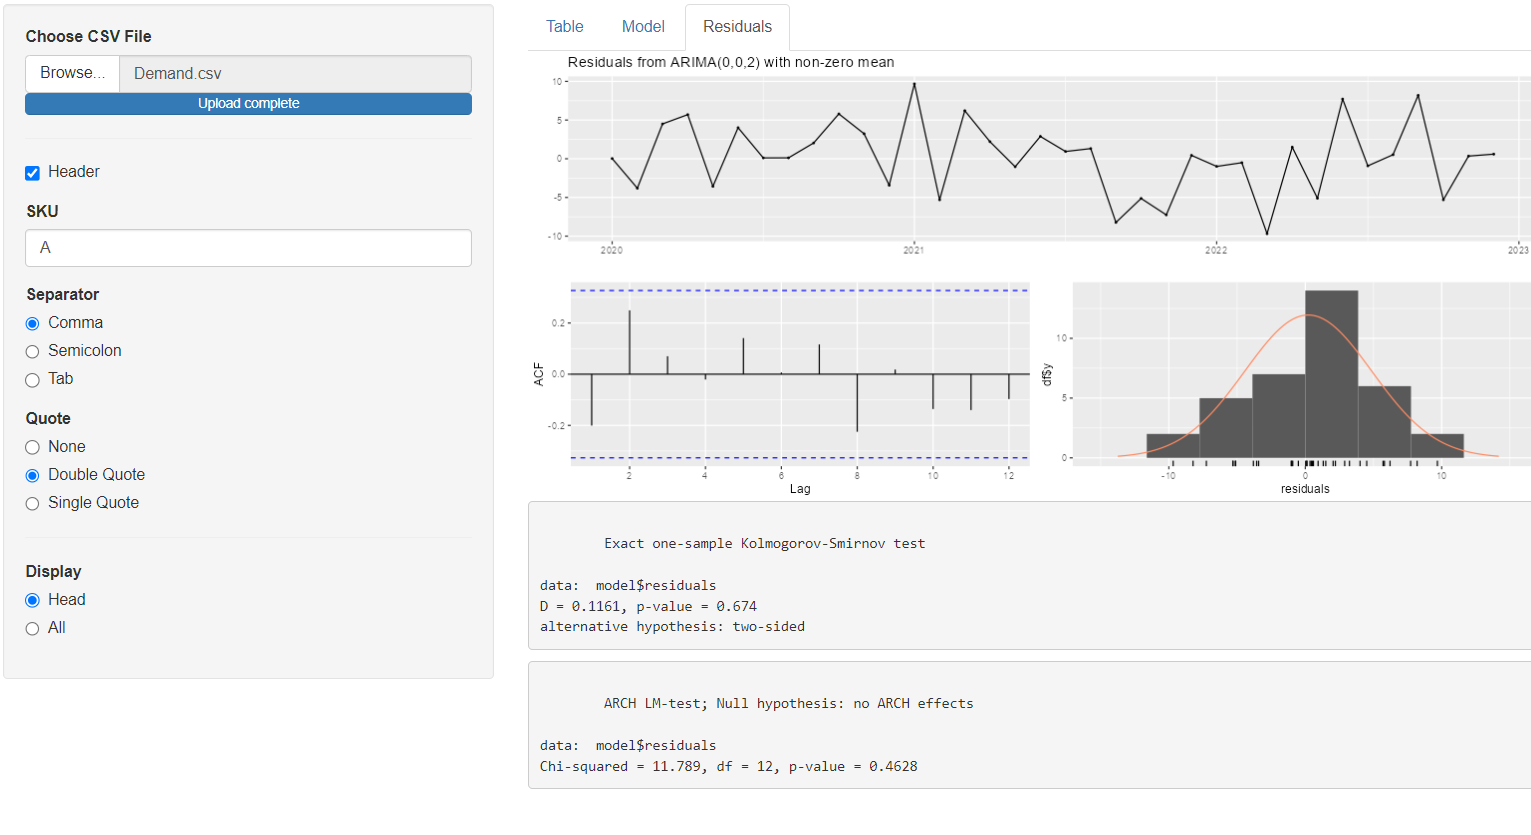 Choose CSV File
Browse... Demand.csv
Upload complete
Header
SKU
A
Separator
Comma
Semicolon
Tab
Quote
None
Double Quote
Single Quote
Display
Head
All
Table Model Residuals
Residuals from ARIMA(0,0,2) with non-zero mean
10
5
0
-5
-10
2020 2021 2022 2023
ACF
0.2
0.0
-0.2
2 4 6 8 10 12
Lag
df$y
10
5
0
-10 0 10
residuals
Exact one-sample Kolmogorov-Smirnov test
data: model$residuals
D = 0.1161, p-value = 0.674
alternative hypothesis: two-sided
ARCH LM-test; Null hypothesis: no ARCH effects
data: model$residuals
Chi-squared = 11.789, df = 12, p-value = 0.4628